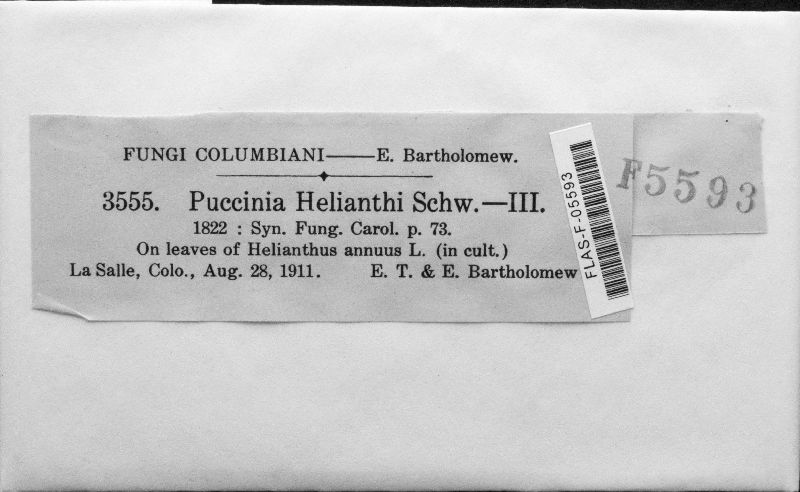 FUNGI COLUMBIANI——E. Bartholomew.
3555. Puccinia Helianthi Schw.—III.
1822 : Syn. Fung. Carol. p. 73.
On leaves of Helianthus annuus L. (in cult.)
La Salle, Colo., Aug. 28, 1911. E. T. & E. Bartholomew
FLAS-F-05593
F5593